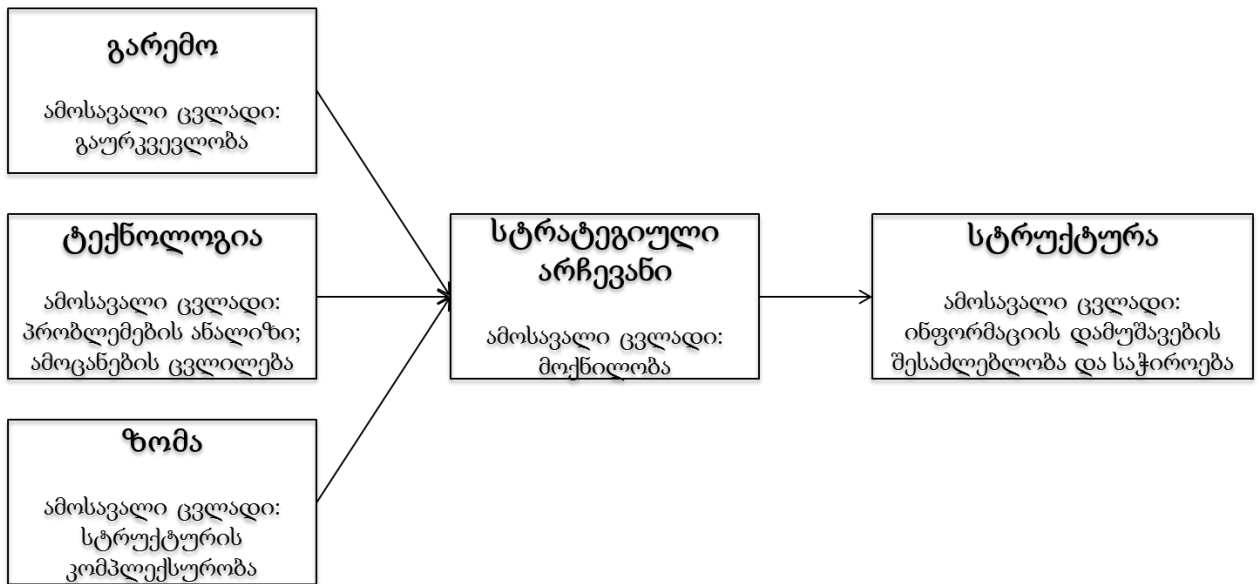 გარემო
ამოსავალი ცვლადი:
გაურკვევლობა
ტექნოლოგია
ამოსავალი ცვლადი:
პრობლემების ანალიზი;
ამოცანების ცვლილება
ზომა
ამოსავალი ცვლადი:
სტრუქტურის
კომპლექსურობა
სტრატეგიული
არჩევანი
ამოსავალი ცვლადი:
მოქნილობა
სტრუქტურა
ამოსავალი ცვლადი:
ინფორმაციის დამუშავების
შესაძლებლობა და საჭიროება